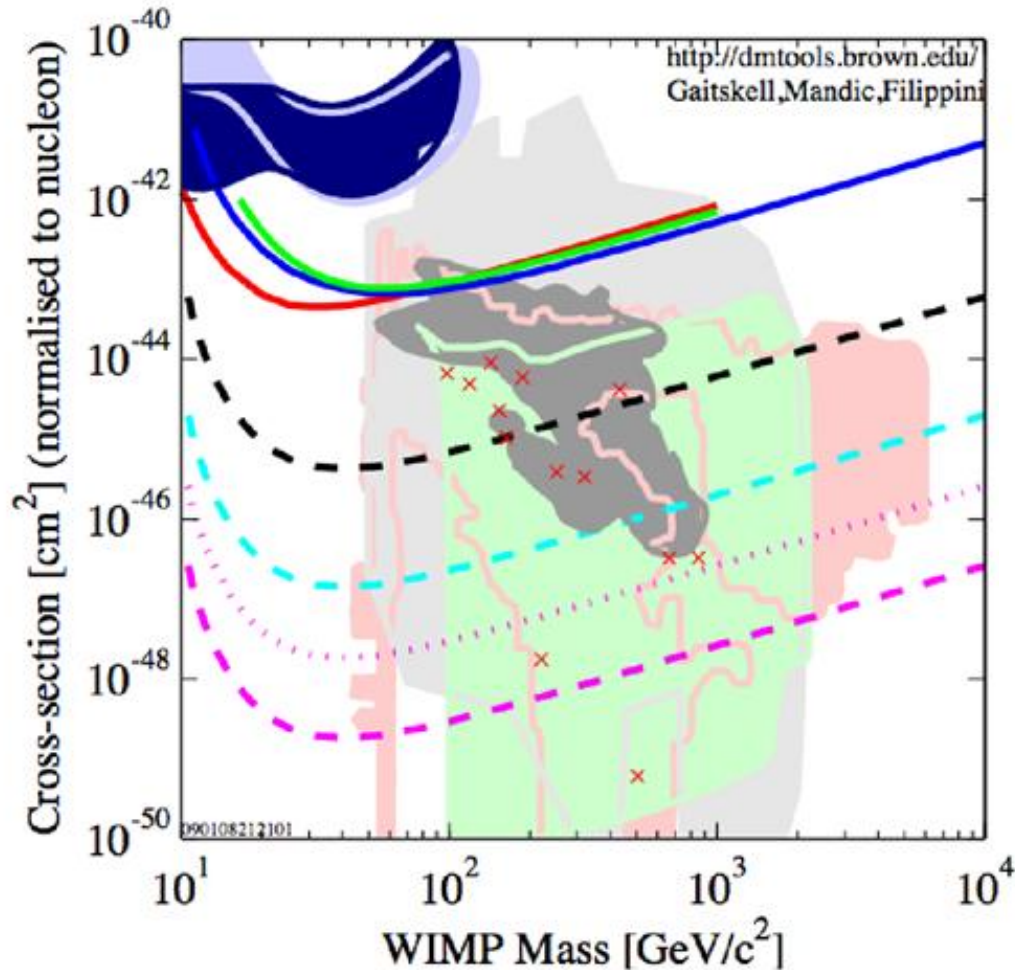 http://dmtools.brown.edu/
Gaitskell,Mandic,Filippini
10^-40
10^-42
10^-44
10^-46
10^-48
10^-50
Cross-section [cm^2] (normalised to nucleon)
090108212101
10^1
10^2
10^3
10^4
WIMP Mass [GeV/c^2]